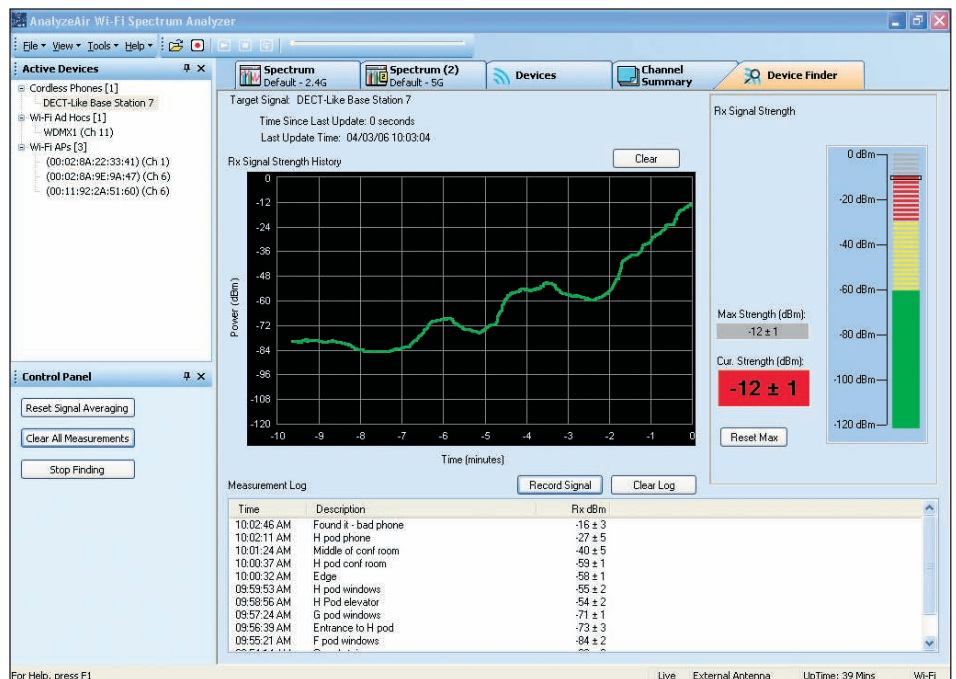 AnalyzeAir Wi-Fi Spectrum Analyzer
File View Tools Help
Active Devices
Cordless Phones [1]
DECT-Like Base Station 7
Wi-Fi Ad Hocs [1]
WDMX1 (Ch 11)
Wi-Fi APs [3]
(00:02:8A:22:33:41) (Ch 1)
(00:02:8A:9E:9A:47) (Ch 6)
(00:11:92:2A:51:60) (Ch 6)
Control Panel
Reset Signal Averaging
Clear All Measurements
Stop Finding
Spectrum
Default - 2.4G
Spectrum (2)
Default - 5G
Devices
Channel
Summary
Device Finder
Target Signal: DECT-Like Base Station 7
Time Since Last Update: 0 seconds
Last Update Time: 04/03/06 10:03:04
Rx Signal Strength History
Clear
Power (dBm)
0
-12
-24
-36
-48
-60
-72
-84
-96
-108
-120
-10 -9 -8 -7 -6 -5 -4 -3 -2 -1 0
Time (minutes)
Rx Signal Strength
0 dBm
-20 dBm
-40 dBm
-60 dBm
-80 dBm
-100 dBm
-120 dBm
Max Strength (dBm):
-12 ± 1
Cur. Strength (dBm):
-12 ± 1
Reset Max
Measurement Log
Record Signal
Clear Log
Time Description Rx dBm
10:02:46 AM Found it - bad phone -16 ± 3
10:02:11 AM H pod phone -27 ± 5
10:01:24 AM Middle of conf room -40 ± 5
10:00:37 AM H pod conf room -59 ± 1
10:00:32 AM Edge -58 ± 1
09:59:53 AM H pod windows -55 ± 2
09:58:56 AM H Pod elevator -54 ± 2
09:57:24 AM G pod windows -71 ± 1
09:56:39 AM Entrance to H pod -73 ± 3
09:55:21 AM F pod windows -84 ± 2
For Help, press F1
Live External Antenna UpTime: 39 Mins Wi-Fi